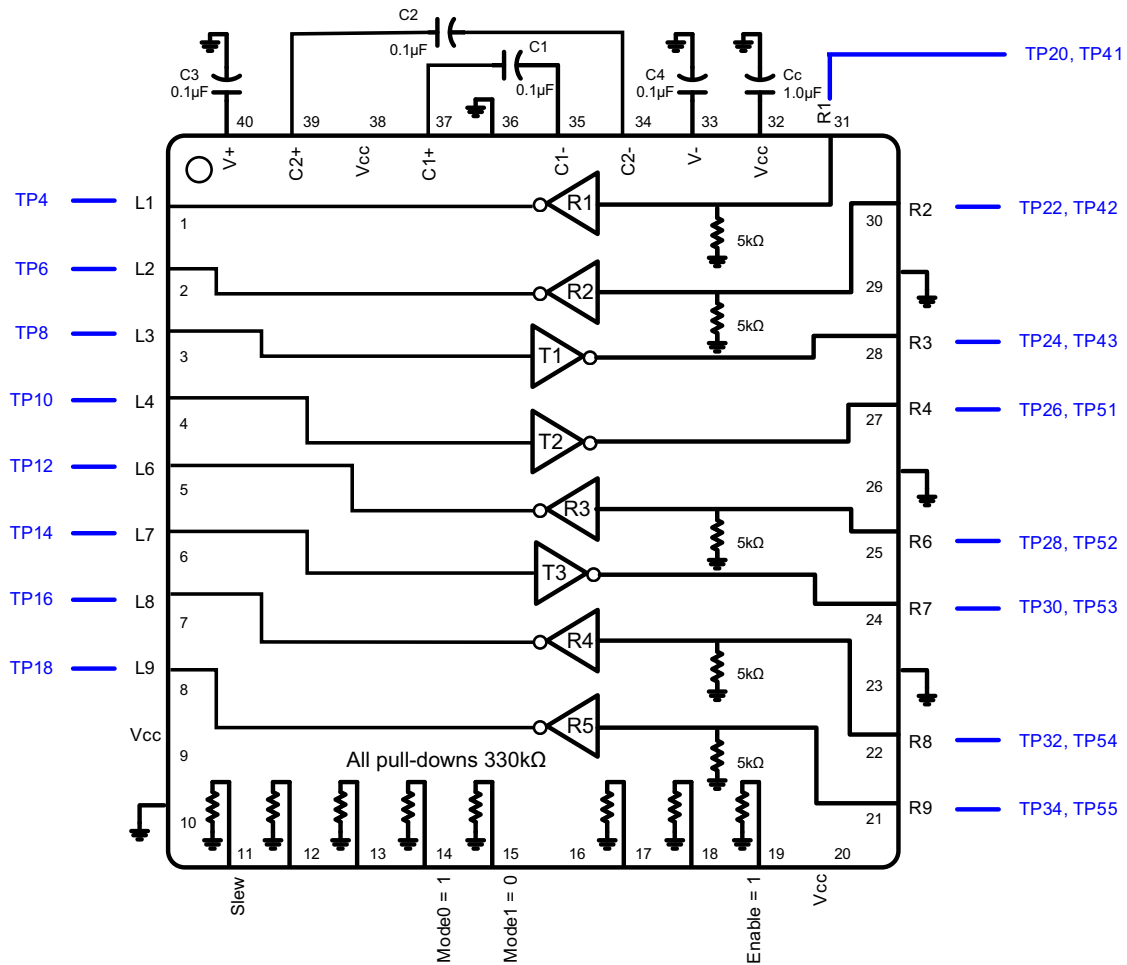 C2
0.1µF
C1
0.1µF
C3
0.1µF
C4
0.1µF
Cc
1.0µF
TP20, TP41
R1
40
39
38
37
36
35
34
33
32
31
V+
C2+
Vcc
C1+
C1-
C2-
V-
Vcc
TP4
L1
1
R1
5kΩ
30
R2
TP22, TP42
TP6
L2
2
R2
5kΩ
29
TP8
L3
3
T1
28
R3
TP24, TP43
TP10
L4
4
T2
27
R4
TP26, TP51
TP12
L6
5
R3
5kΩ
26
25
R6
TP28, TP52
TP14
L7
6
T3
24
R7
TP30, TP53
TP16
L8
7
R4
5kΩ
23
22
R8
TP32, TP54
TP18
L9
8
R5
5kΩ
Vcc
9
All pull-downs 330kΩ
21
R9
TP34, TP55
10
11
12
13
14
15
16
17
18
19
20
Slew
Mode0 = 1
Mode1 = 0
Enable = 1
Vcc